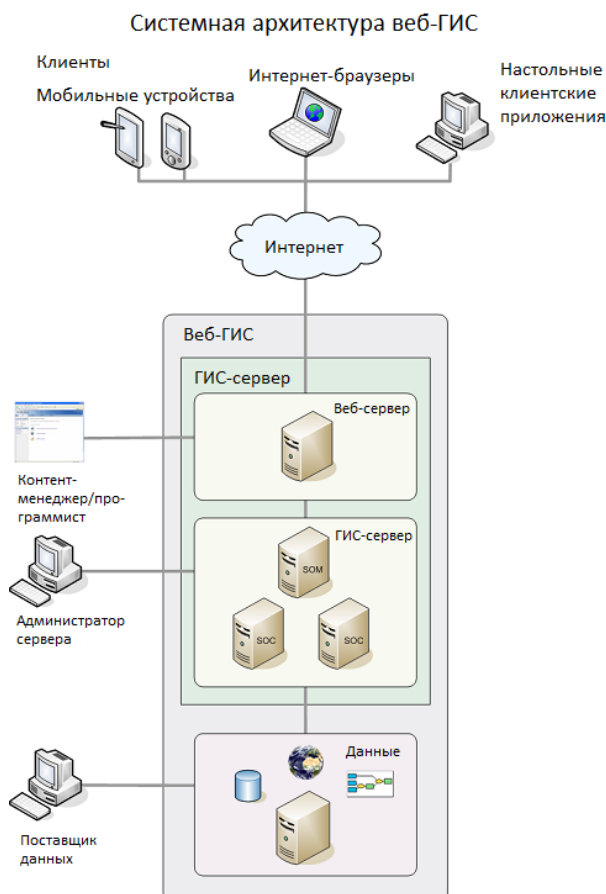 Системная архитектура веб-ГИС
Клиенты
Мобильные устройства
Интернет-браузеры
Настольные
клиентские
приложения
Интернет
Веб-ГИС
ГИС-сервер
Веб-сервер
Контент-
менеджер/про-
граммист
ГИС-сервер
SOM
SOC
SOC
Администратор
сервера
Данные
Поставщик
данных